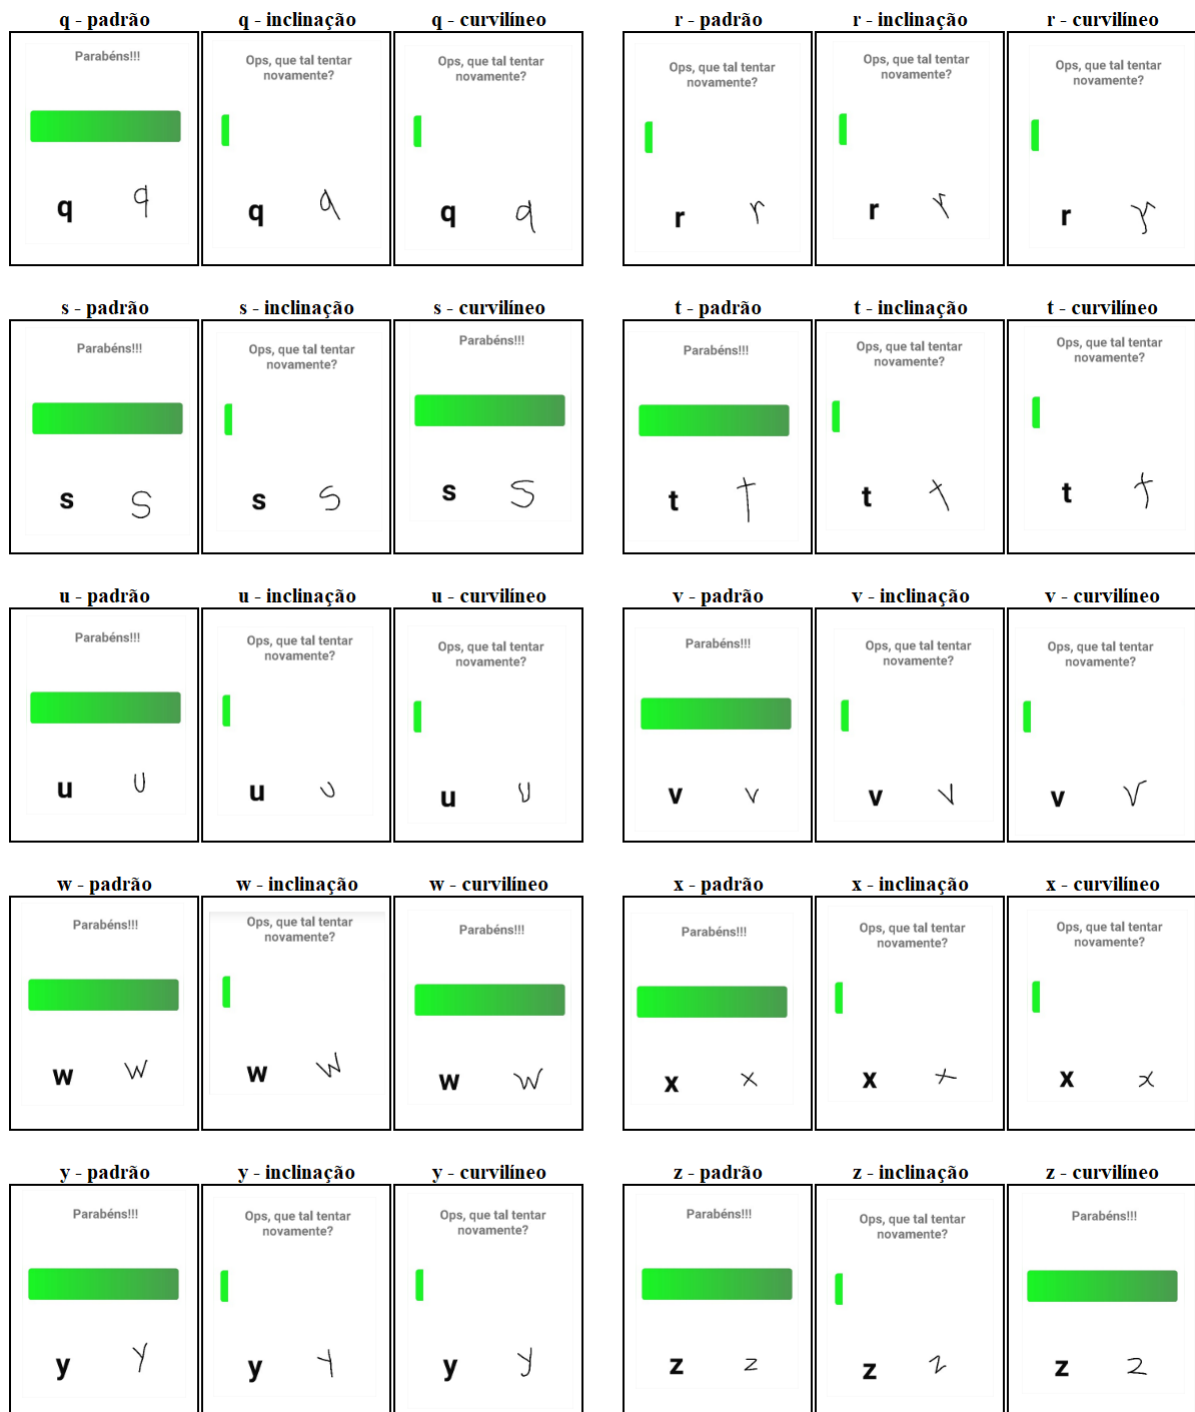 q - padrão
Parabéns!!!
q q
q - inclinação
Ops, que tal tentar
novamente?
q q
q - curvilíneo
Ops, que tal tentar
novamente?
q q
r - padrão
Ops, que tal tentar
novamente?
r r
r - inclinação
Ops, que tal tentar
novamente?
r r
r - curvilíneo
Ops, que tal tentar
novamente?
r r
s - padrão
Parabéns!!!
s s
s - inclinação
Ops, que tal tentar
novamente?
s s
s - curvilíneo
Parabéns!!!
s s
t - padrão
Parabéns!!!
t t
t - inclinação
Ops, que tal tentar
novamente?
t t
t - curvilíneo
Ops, que tal tentar
novamente?
t t
u - padrão
Parabéns!!!
u u
u - inclinação
Ops, que tal tentar
novamente?
u u
u - curvilíneo
Ops, que tal tentar
novamente?
u u
v - padrão
Parabéns!!!
v v
v - inclinação
Ops, que tal tentar
novamente?
v v
v - curvilíneo
Ops, que tal tentar
novamente?
v v
w - padrão
Parabéns!!!
w w
w - inclinação
Ops, que tal tentar
novamente?
w w
w - curvilíneo
Parabéns!!!
w w
x - padrão
Parabéns!!!
x x
x - inclinação
Ops, que tal tentar
novamente?
x x
x - curvilíneo
Ops, que tal tentar
novamente?
x x
y - padrão
Parabéns!!!
y y
y - inclinação
Ops, que tal tentar
novamente?
y y
y - curvilíneo
Ops, que tal tentar
novamente?
y y
z - padrão
Parabéns!!!
z z
z - inclinação
Ops, que tal tentar
novamente?
z z
z - curvilíneo
Parabéns!!!
z z